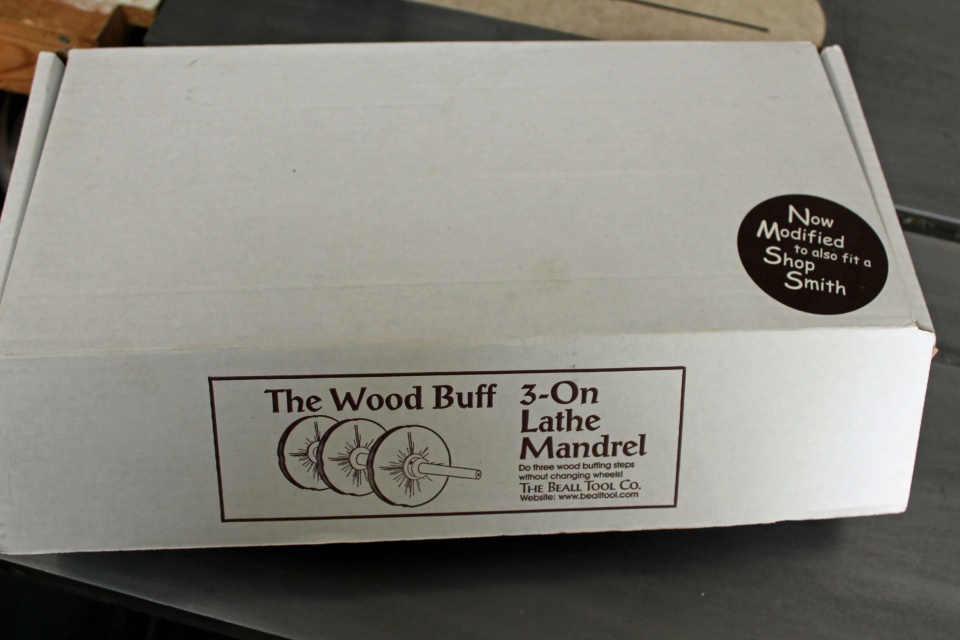 Now
Modified
to also fit a
Shop
Smith
The Wood Buff
3-On
Lathe
Mandrel
Do three wood buffing steps
without changing wheels!
THE BEALL TOOL CO.
Website: www.bealltool.com